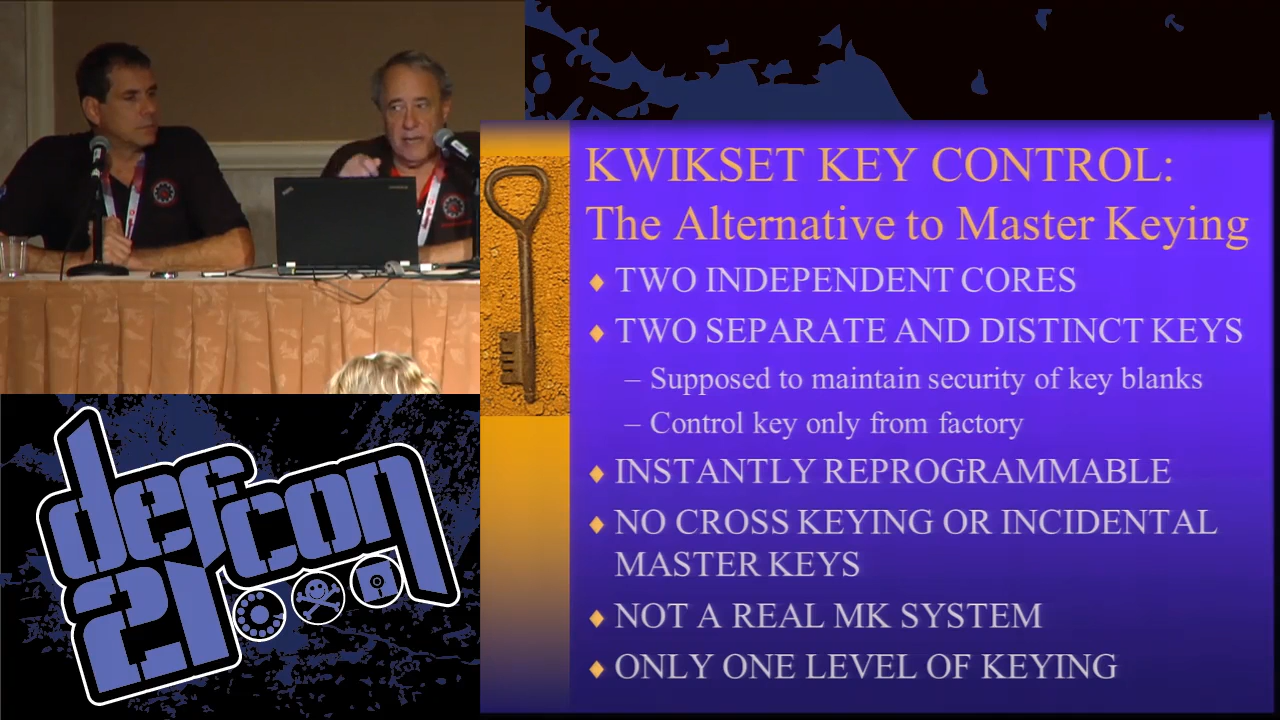 KWIKSET KEY CONTROL:
The Alternative to Master Keying
♦ TWO INDEPENDENT CORES
♦ TWO SEPARATE AND DISTINCT KEYS
– Supposed to maintain security of key blanks
– Control key only from factory
♦ INSTANTLY REPROGRAMMABLE
♦ NO CROSS KEYING OR INCIDENTAL
MASTER KEYS
♦ NOT A REAL MK SYSTEM
♦ ONLY ONE LEVEL OF KEYING
defcon
21